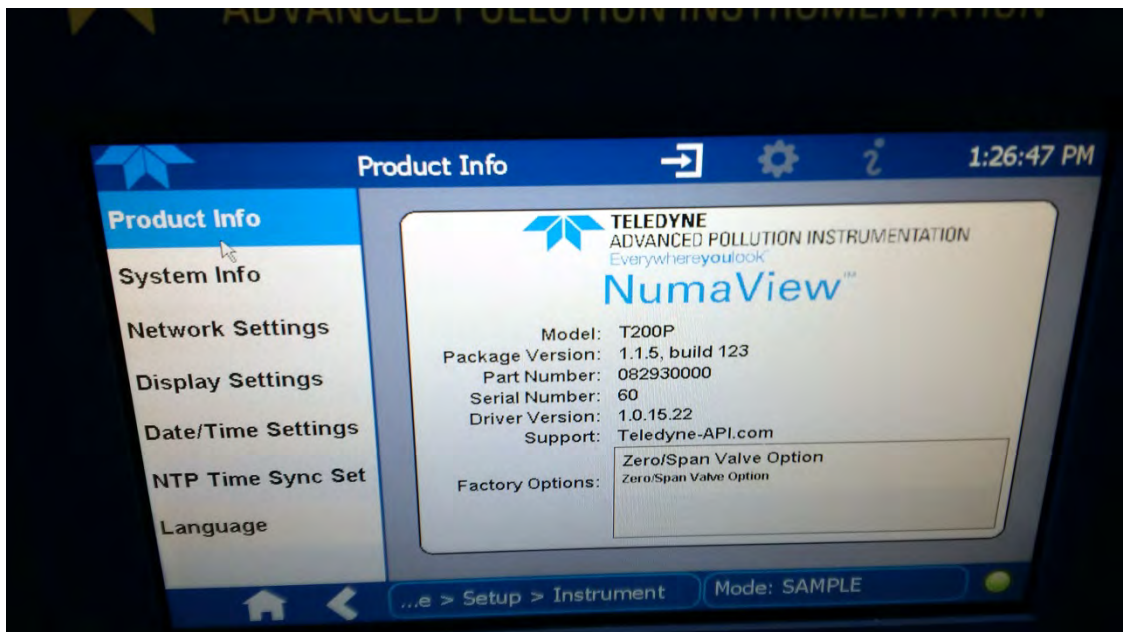 ADVANCED POLLUTION INSTRUMENTATION
Product Info
1:26:47 PM
Product Info
System Info
Network Settings
Display Settings
Date/Time Settings
NTP Time Sync Set
Language
TELEDYNE
ADVANCED POLLUTION INSTRUMENTATION
Everywhereyoulook™
NumaView™
Model: T200P
Package Version: 1.1.5, build 123
Part Number: 082930000
Serial Number: 60
Driver Version: 1.0.15.22
Support: Teledyne-API.com
Factory Options:
Zero/Span Valve Option
Zero/Span Valve Option
...e > Setup > Instrument
Mode: SAMPLE